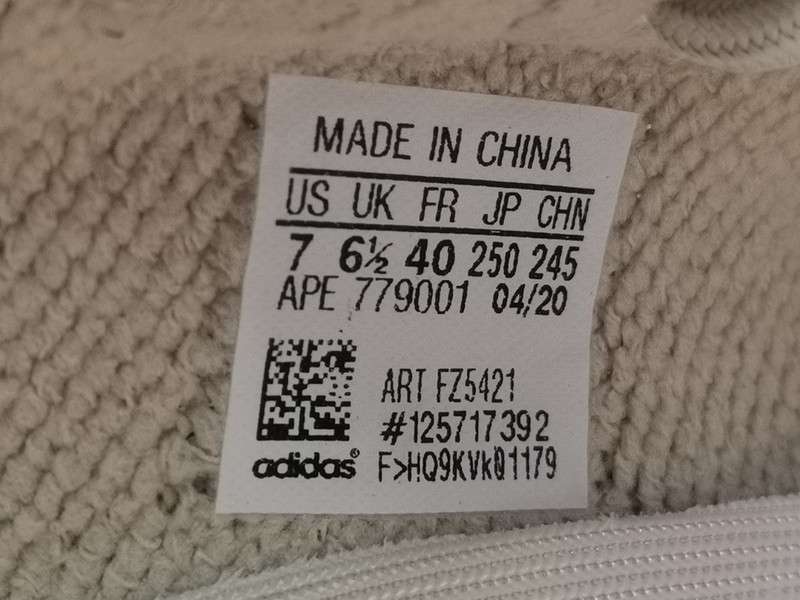 MADE IN CHINA
US UK FR JP CHN
7 6½ 40 250 245
APE 779001 04/20
ART FZ5421
#125717392
adidas® F>HQ9KVk01179